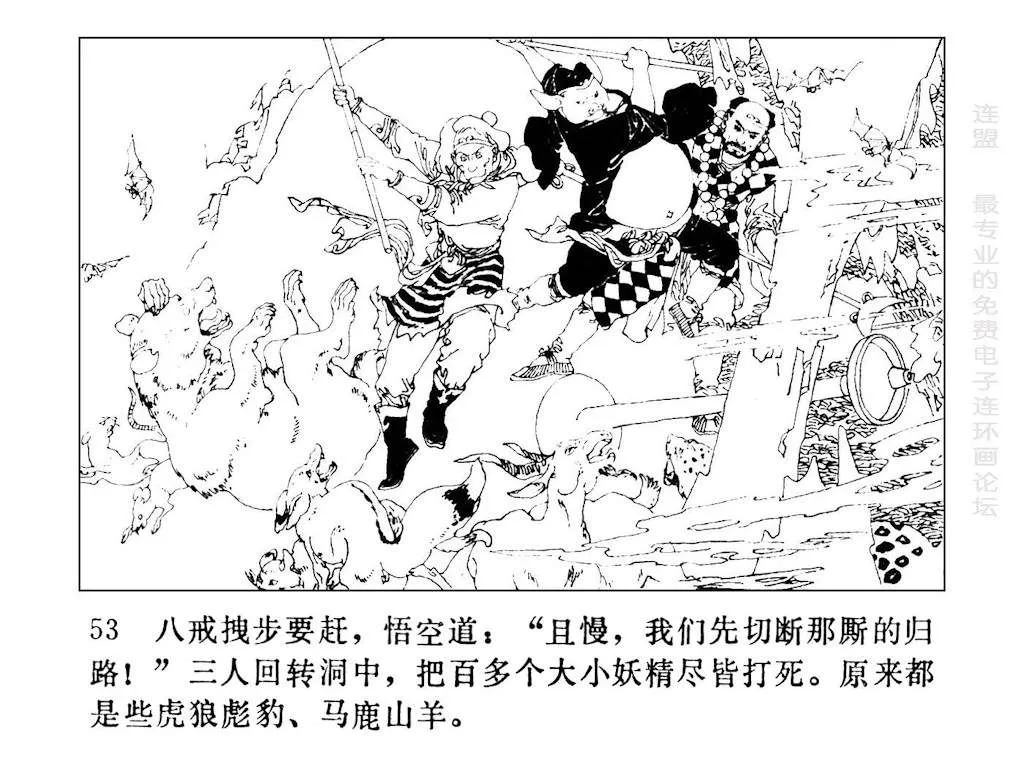 53 八戒拽步要赶，悟空道：“且慢，我们先切断那厮的归
路！”三人回转洞中，把百多个大小妖精尽皆打死。原来都
是些虎狼彪豹、马鹿山羊。
连盟 最专业的免费电子连环画论坛